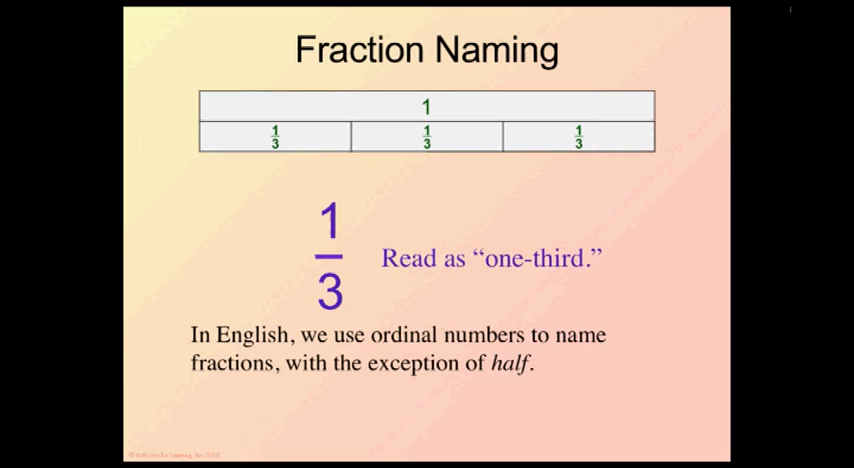 Fraction Naming
1
1/3 1/3 1/3
1/3 Read as “one-third.”
In English, we use ordinal numbers to name
fractions, with the exception of half.
1